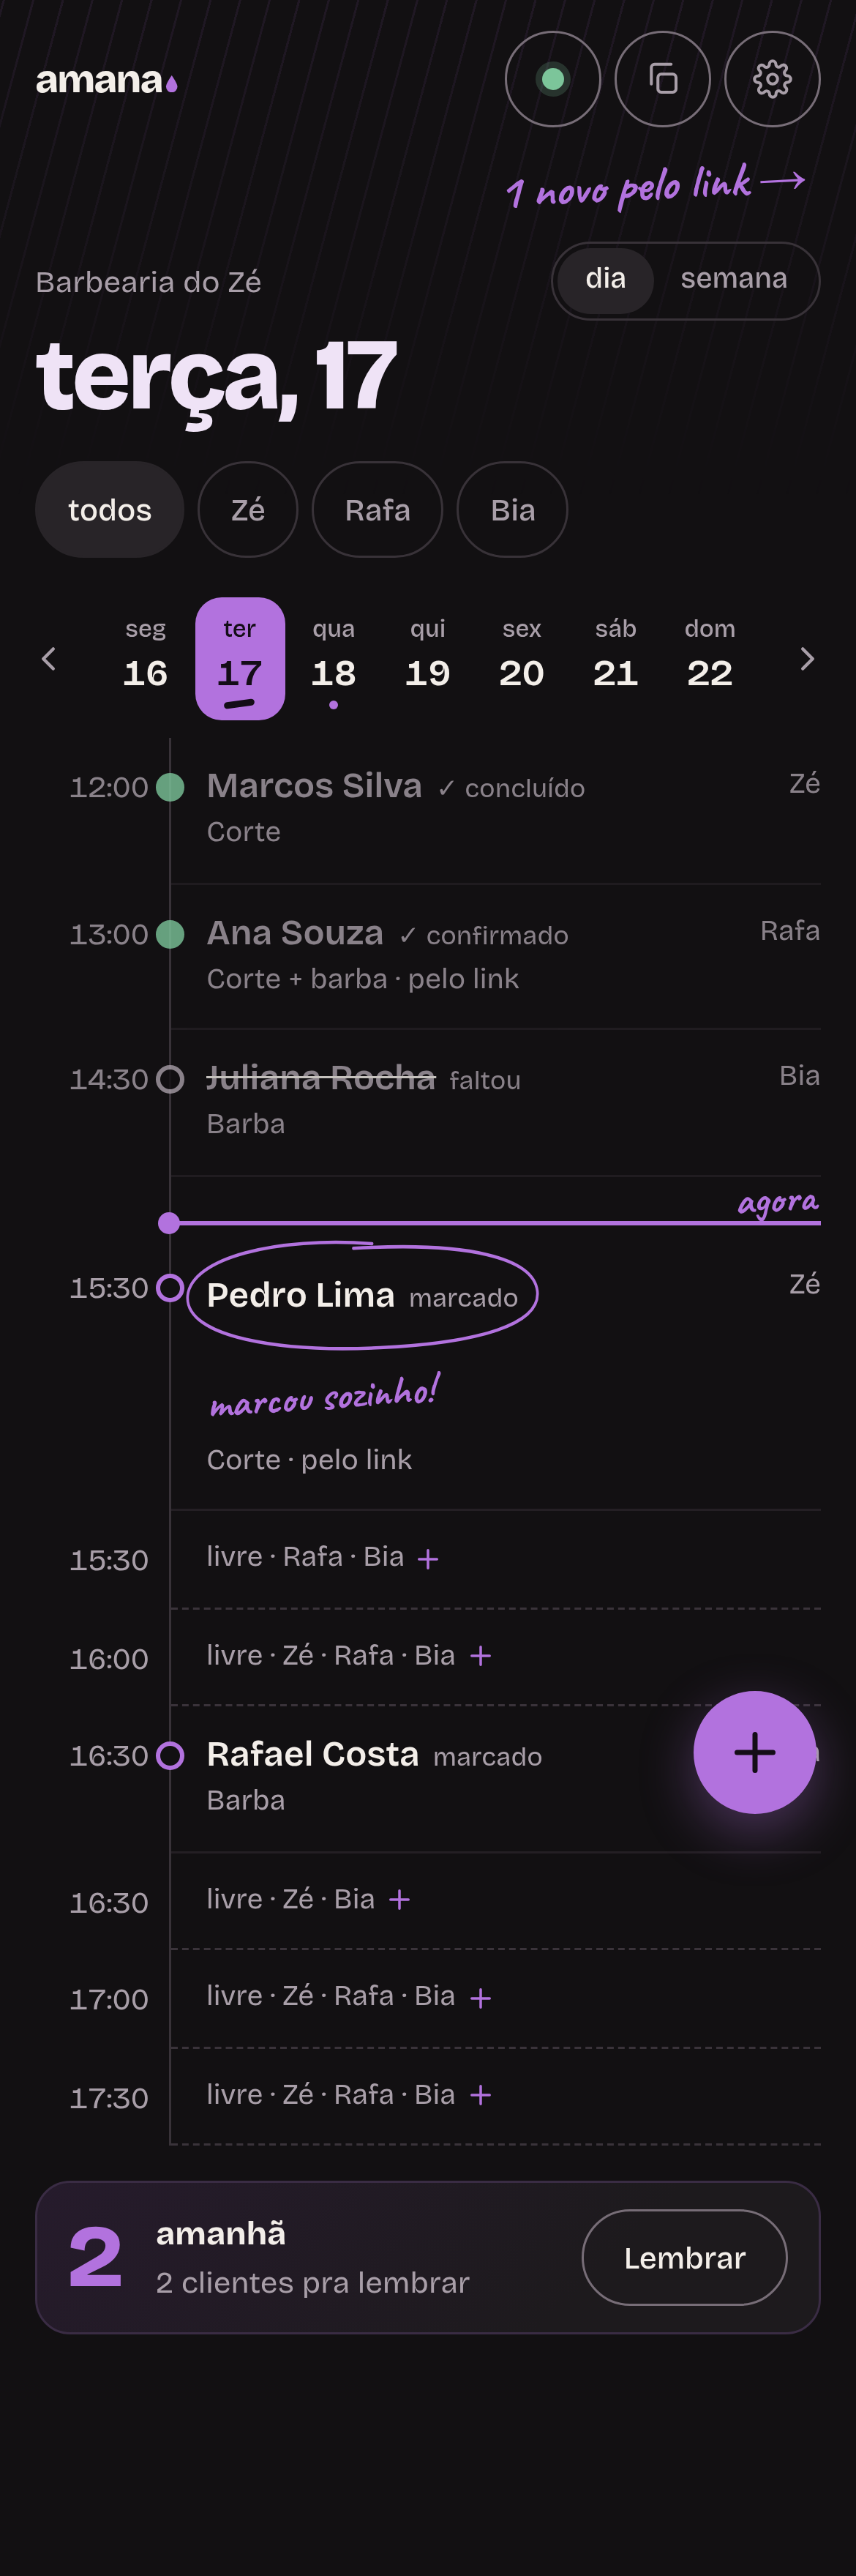 amana
1 novo pelo link →
Barbearia do Zé
dia semana
terça, 17
todos Zé Rafa Bia
seg ter qua qui sex sáb dom
16 17 18 19 20 21 22
12:00 Marcos Silva ✓ concluído Zé
Corte
13:00 Ana Souza ✓ confirmado Rafa
Corte + barba · pelo link
14:30 Juliana Rocha faltou Bia
Barba
agora
15:30 Pedro Lima marcado Zé
marcou sozinho!
Corte · pelo link
15:30 livre · Rafa · Bia +
16:00 livre · Zé · Rafa · Bia +
16:30 Rafael Costa marcado
Barba
16:30 livre · Zé · Bia +
17:00 livre · Zé · Rafa · Bia +
17:30 livre · Zé · Rafa · Bia +
2 amanhã
2 clientes pra lembrar
Lembrar